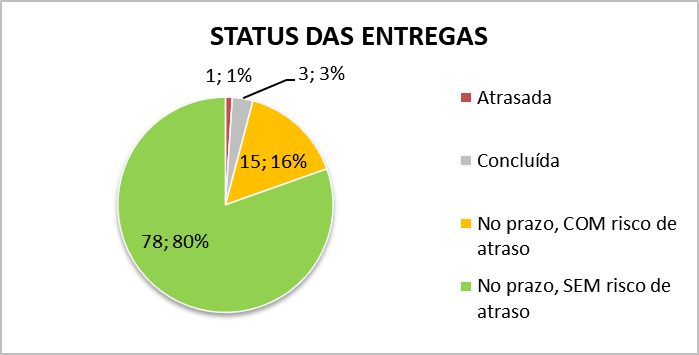 STATUS DAS ENTREGAS
1; 1%
3; 3%
15; 16%
78; 80%
Atrasada
Concluída
No prazo, COM risco de
atraso
No prazo, SEM risco de
atraso